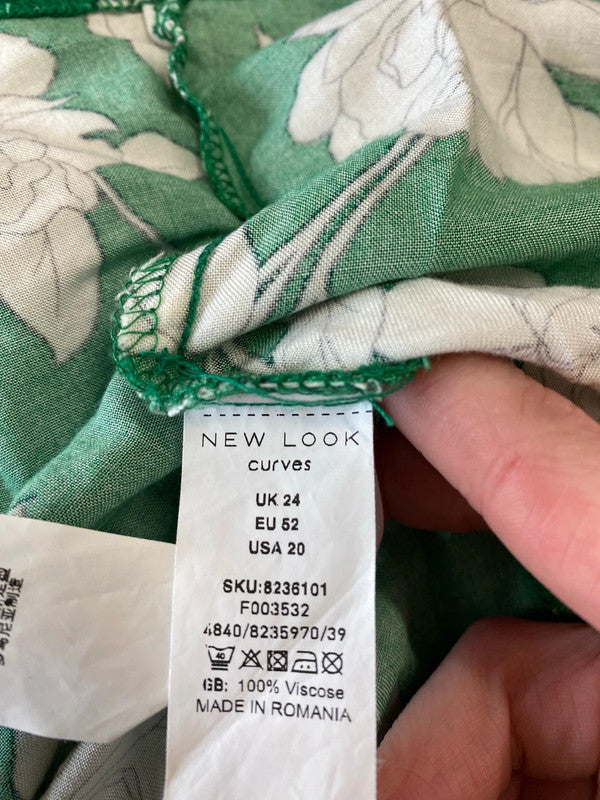 NEW LOOK
curves
UK 24
EU 52
USA 20
SKU:8236101
F003532
4840/8235970/39
40
GB: 100% Viscose
MADE IN ROMANIA